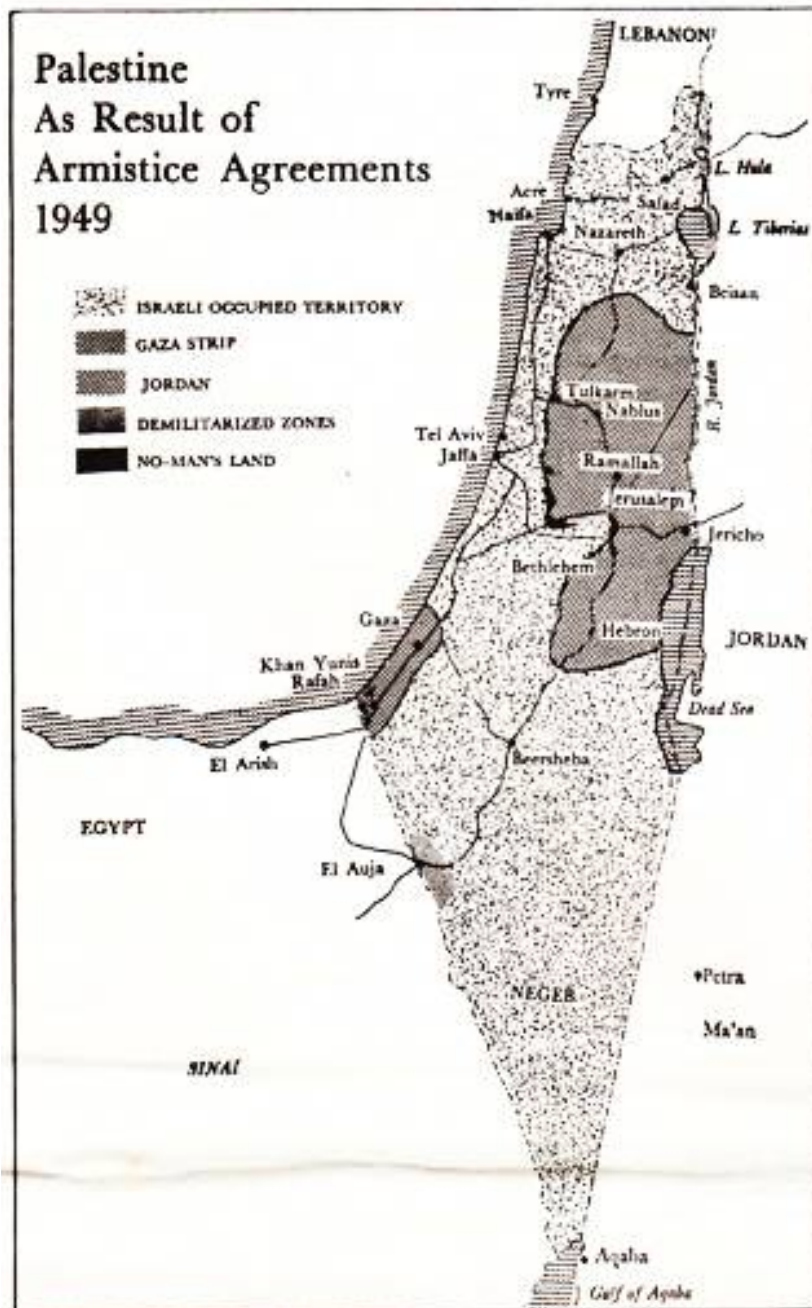 Palestine
As Result of
Armistice Agreements
1949
ISRAELI OCCUPIED TERRITORY
GAZA STRIP
JORDAN
DEMILITARIZED ZONES
NO-MAN'S LAND
LEBANON
Tyre
L. Hula
Acre
Safad
Haifa
Nazareth
L. Tiberias
Beisan
R. Jordan
Tulkarm
Nablus
Tel Aviv
Jaffa
Ramallah
Jerusalem
Jericho
Bethlehem
Gaza
Hebron
JORDAN
Khan Yunis
Rafah
Dead Sea
El Arish
Beersheba
EGYPT
El Auja
Petra
NEGEB
Ma'an
SINAI
Aqaba
Gulf of Aqaba